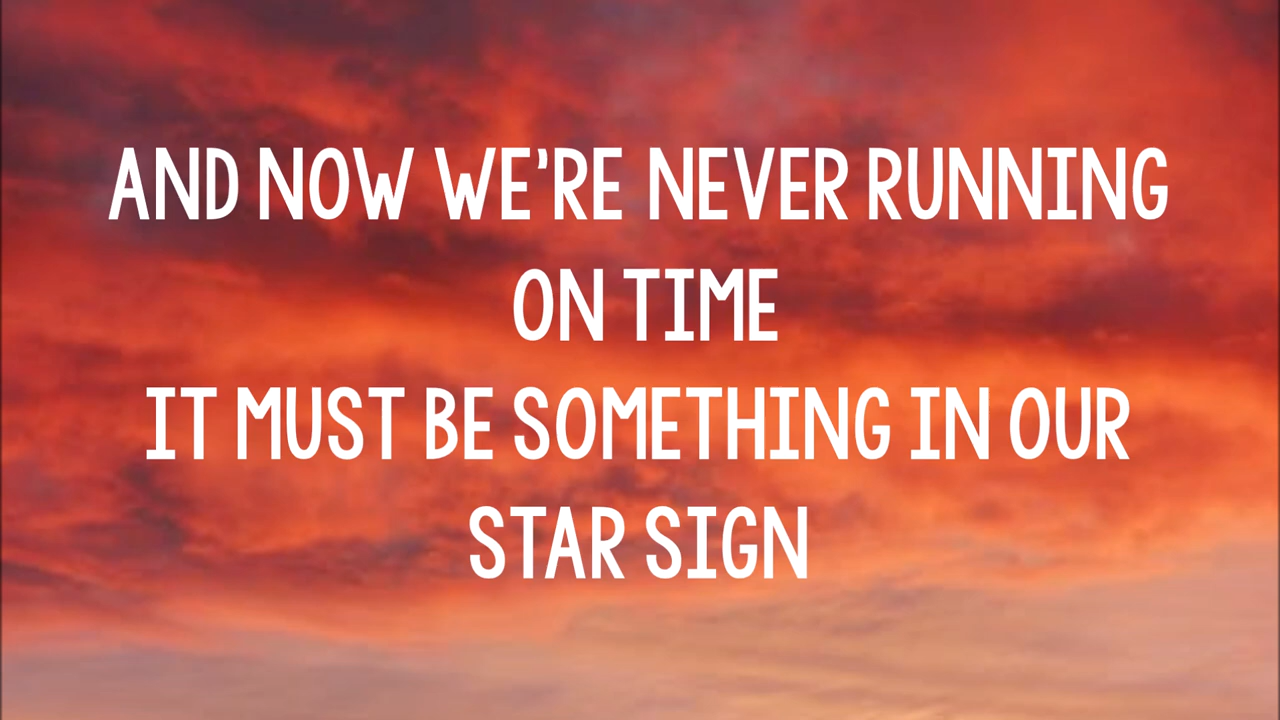 AND NOW WE'RE NEVER RUNNING
ON TIME
IT MUST BE SOMETHING IN OUR
STAR SIGN